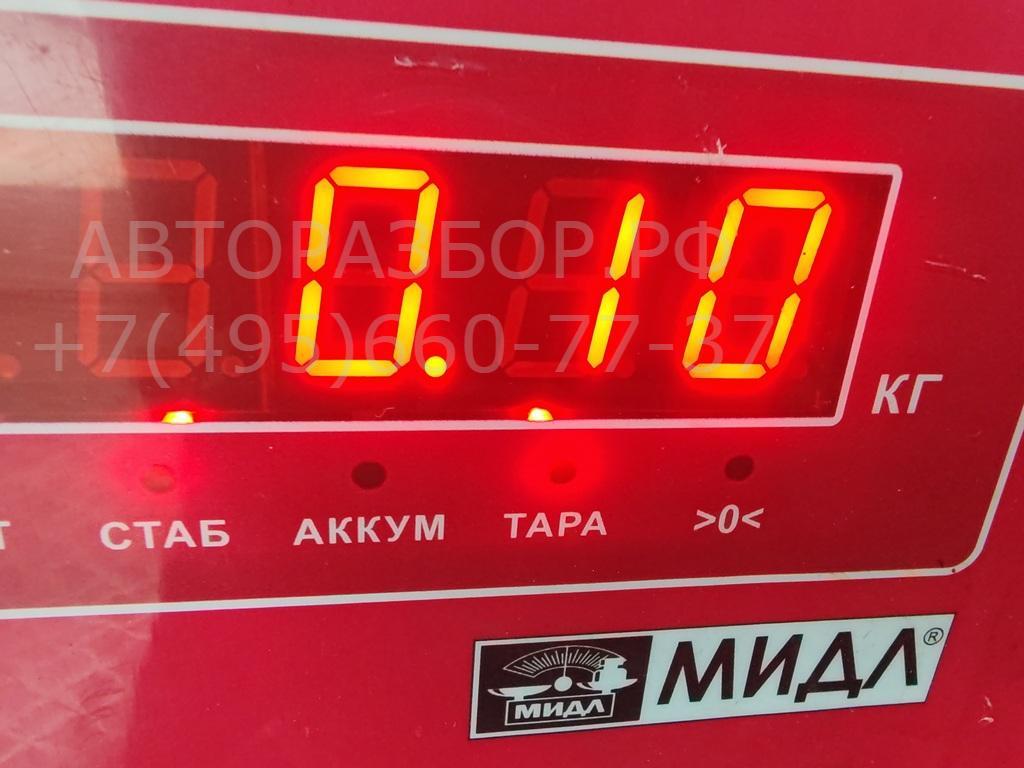 0.10
АВТОРАЗБОР.РФ
+7(495)660-77-37
КГ
Т СТАБ АККУМ ТАРА >0<
МИДЛ МИДЛ®